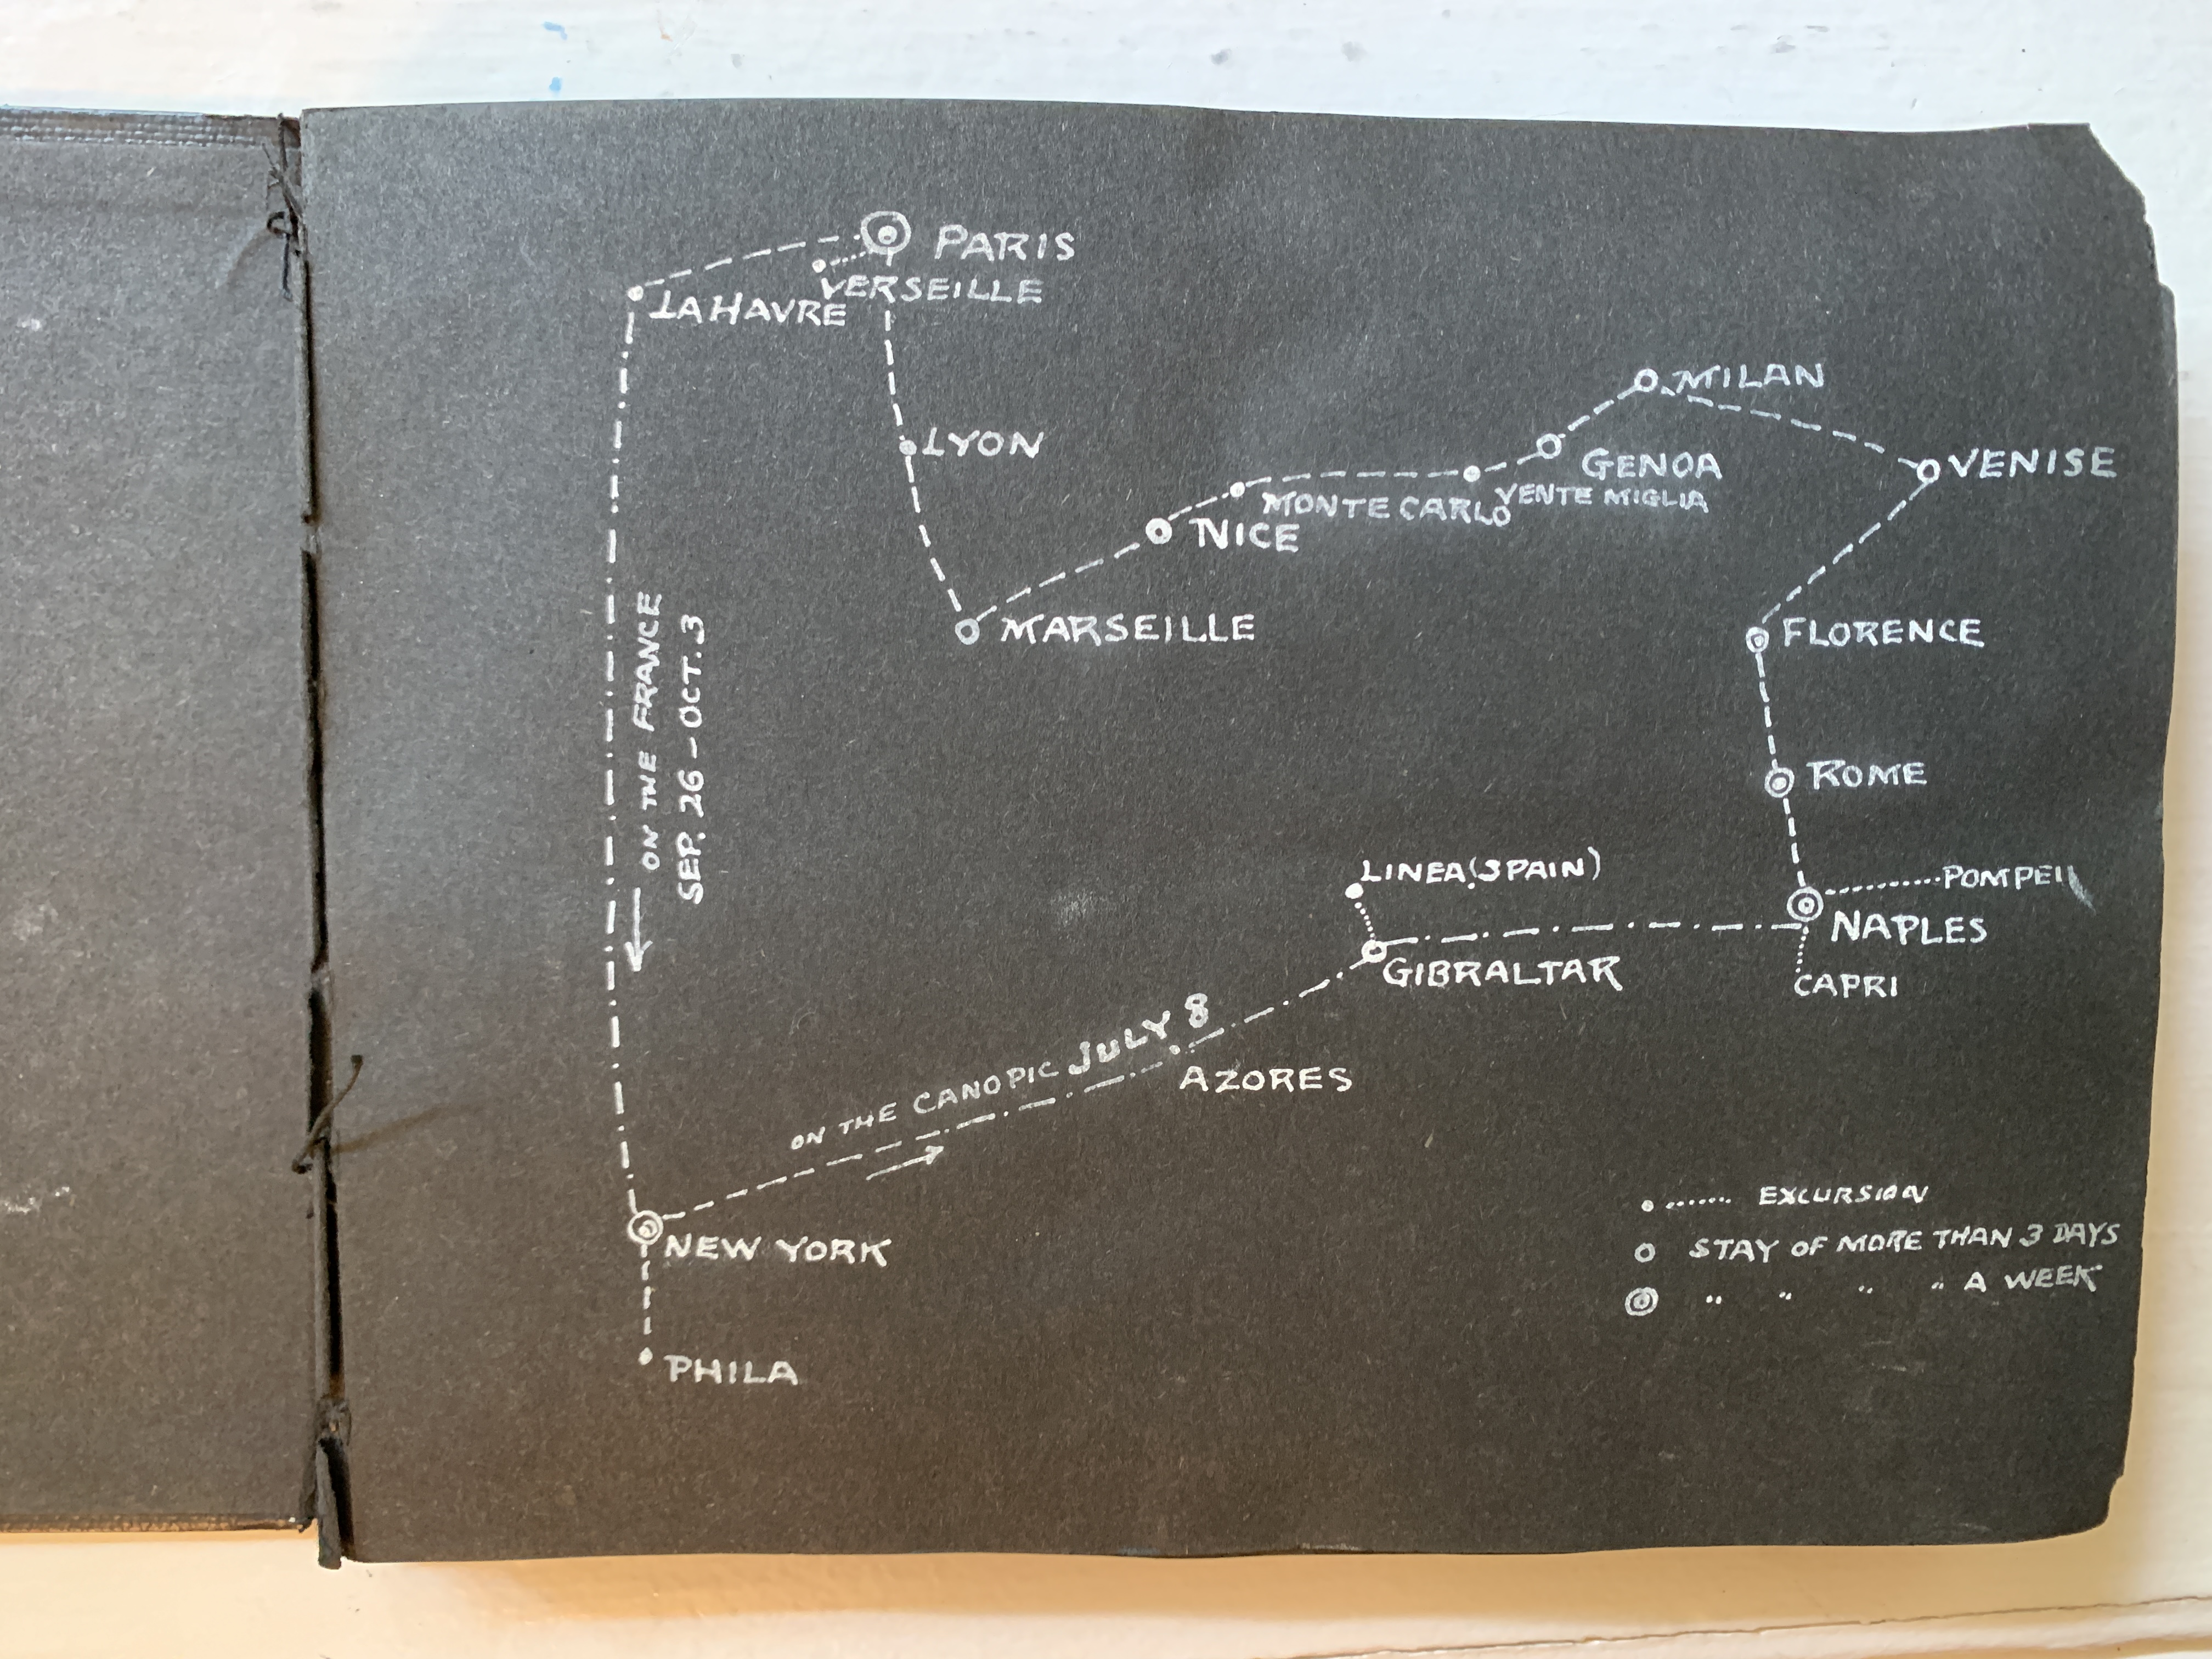 PARIS
VERSEILLE
LAHAVRE
MILAN
LYON
GENOA
VENISE
MONTE CARLO
VENTE MIGLIA
NICE
MARSEILLE
FLORENCE
ON THE FRANCE
SEP. 26 - OCT. 3
ROME
LINEA (SPAIN)
POMPEII
NAPLES
GIBRALTAR
CAPRI
ON THE CANOPIC JULY 8
AZORES
NEW YORK
PHILA
EXCURSION
STAY OF MORE THAN 3 DAYS
" " " " A WEEK